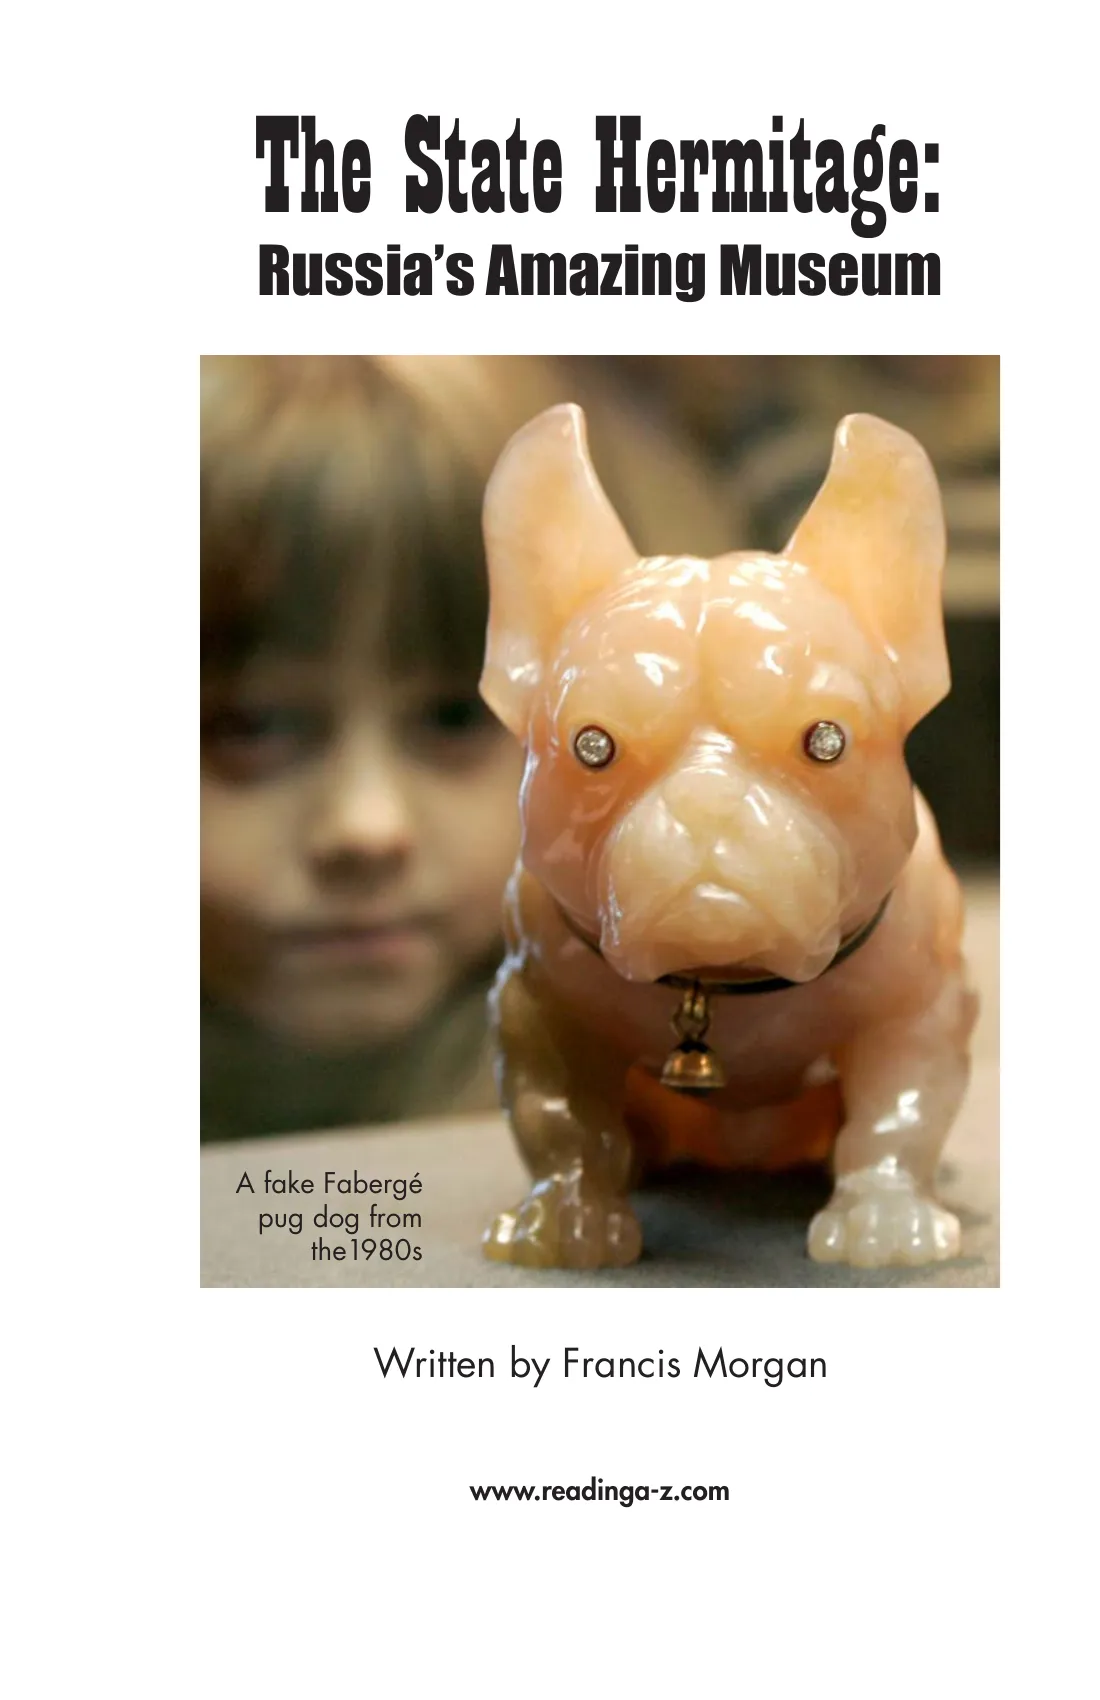 The State Hermitage:
Russia's Amazing Museum
A fake Fabergé
pug dog from
the1980s
Written by Francis Morgan
www.readinga-z.com